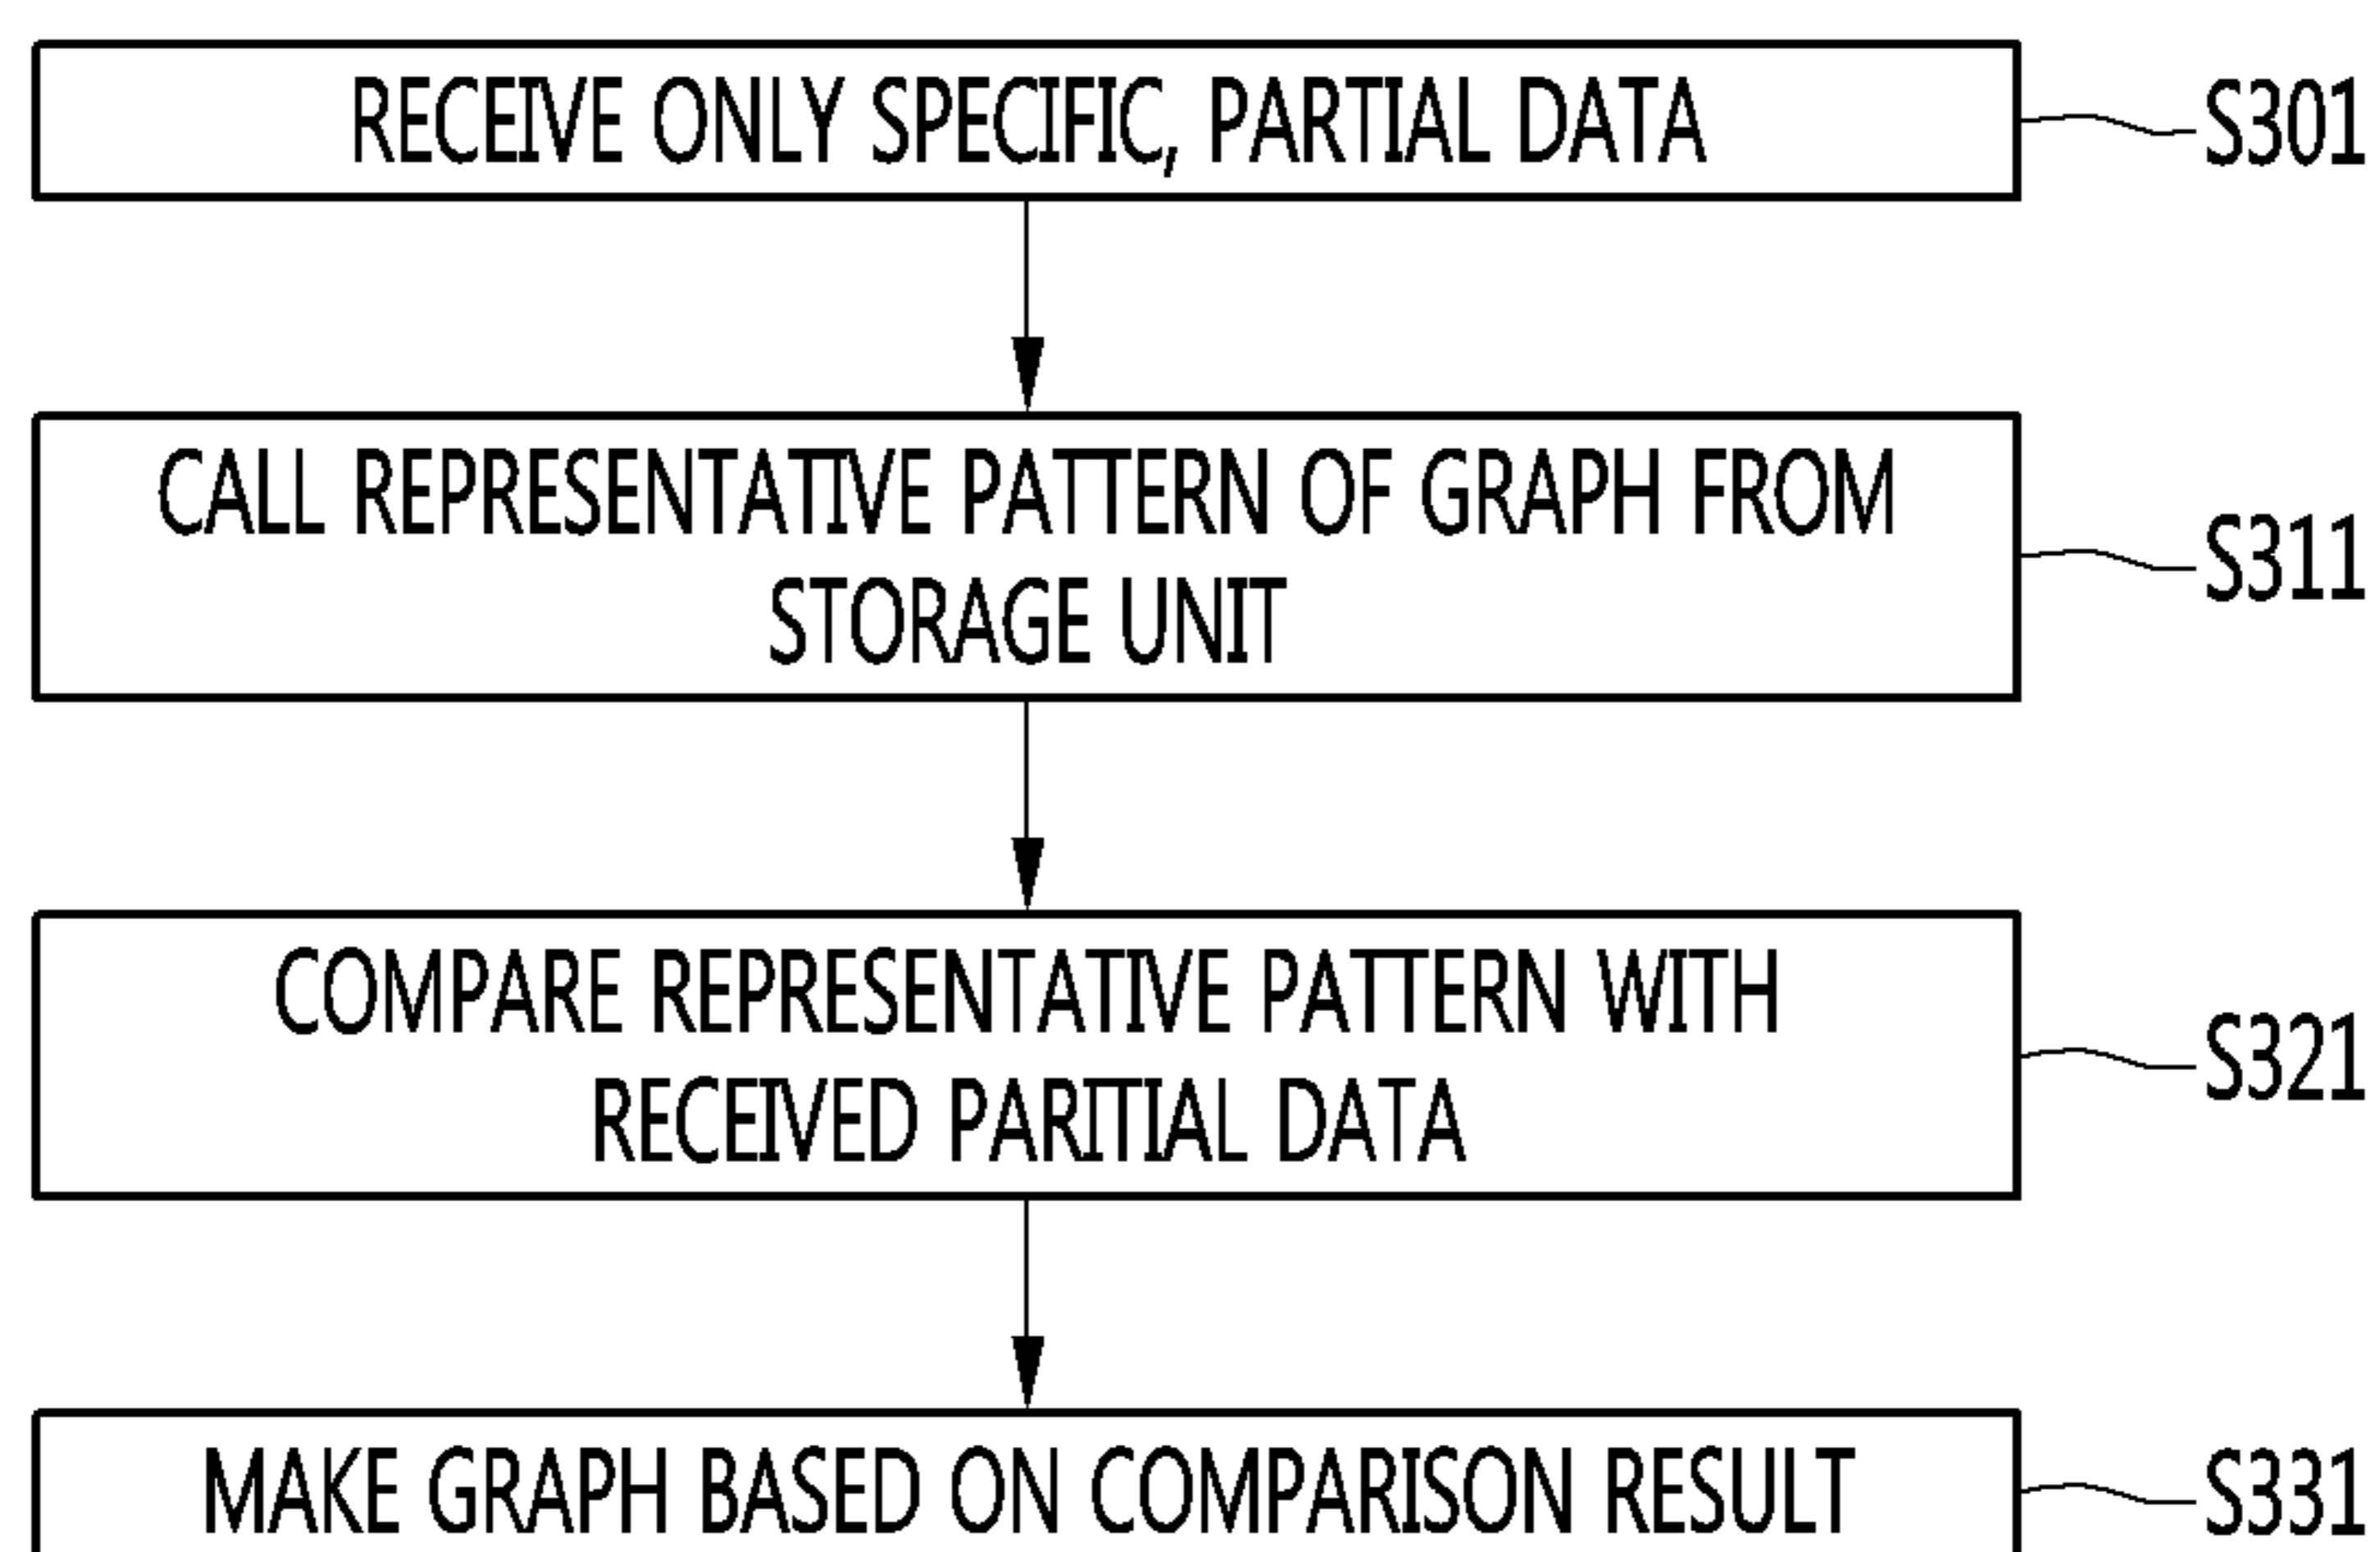 RECEIVE ONLY SPECIFIC, PARTIAL DATA
S301
CALL REPRESENTATIVE PATTERN OF GRAPH FROM
STORAGE UNIT
S311
COMPARE REPRESENTATIVE PATTERN WITH
RECEIVED PARITIAL DATA
S321
MAKE GRAPH BASED ON COMPARISON RESULT
S331